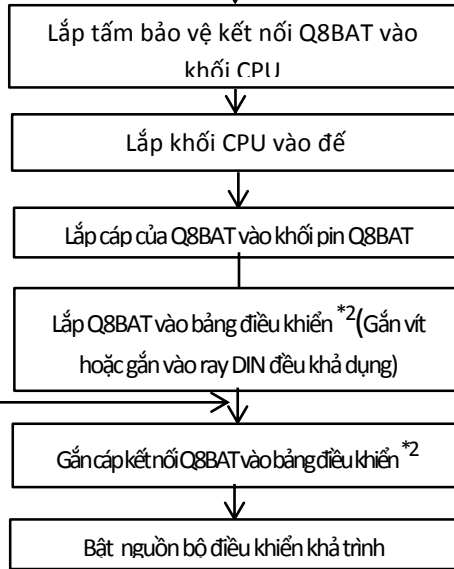 Lắp tấm bảo vệ kết nối Q8BAT vào
khối CPU
Lắp khối CPU vào đế
Lắp cáp của Q8BAT vào khối pin Q8BAT
Lắp Q8BAT vào bảng điều khiển *2(Gắn vít
hoặc gắn vào ray DIN đều khả dụng)
Gắn cáp kết nối Q8BAT vào bảng điều khiển *2
Bật nguồn bộ điều khiển khả trình